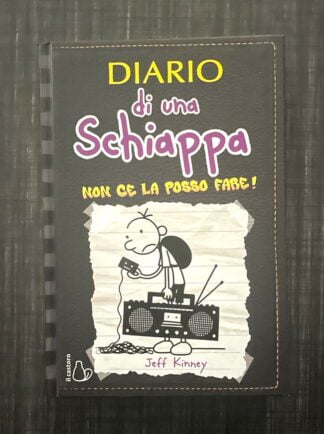 DIARIO
di una
Schiappa
NON CE LA POSSO FARE!
Jeff Kinney
il castoro